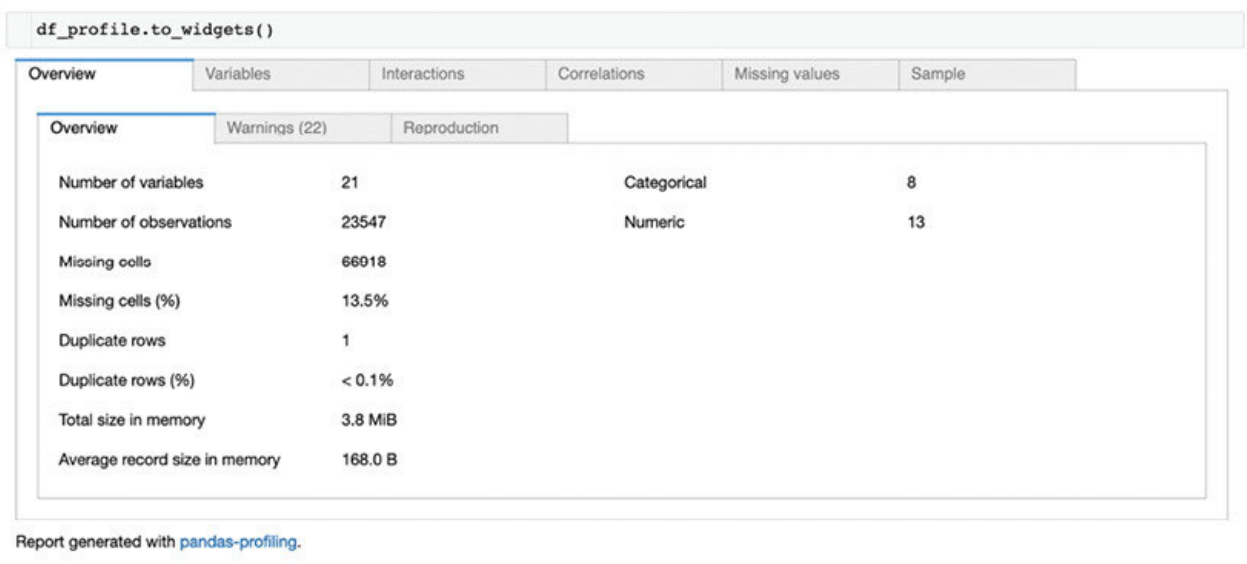 df_profile.to_widgets()
Overview Variables Interactions Correlations Missing values Sample
Overview Warnings (22) Reproduction
Number of variables 21 Categorical 8
Number of observations 23547 Numeric 13
Missing cells 66918
Missing cells (%) 13.5%
Duplicate rows 1
Duplicate rows (%) < 0.1%
Total size in memory 3.8 MiB
Average record size in memory 168.0 B
Report generated with pandas-profiling.